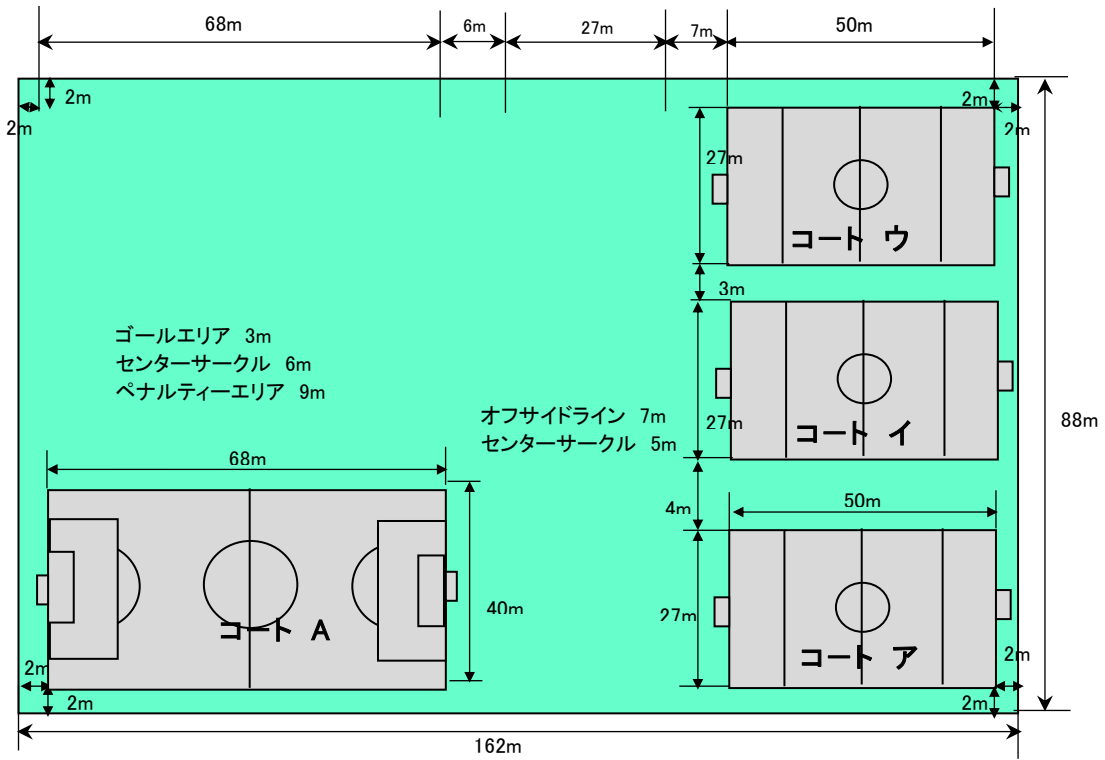 68m
6m
27m
7m
50m
2m
2m
2m
2m
27m
コート ウ
3m
ゴールエリア 3m
センターサークル 6m
ペナルティーエリア 9m
オフサイドライン 7m
センターサークル 5m
27m
コート イ
88m
68m
4m
50m
40m
27m
コート A
コート ア
2m
2m
2m
2m
162m